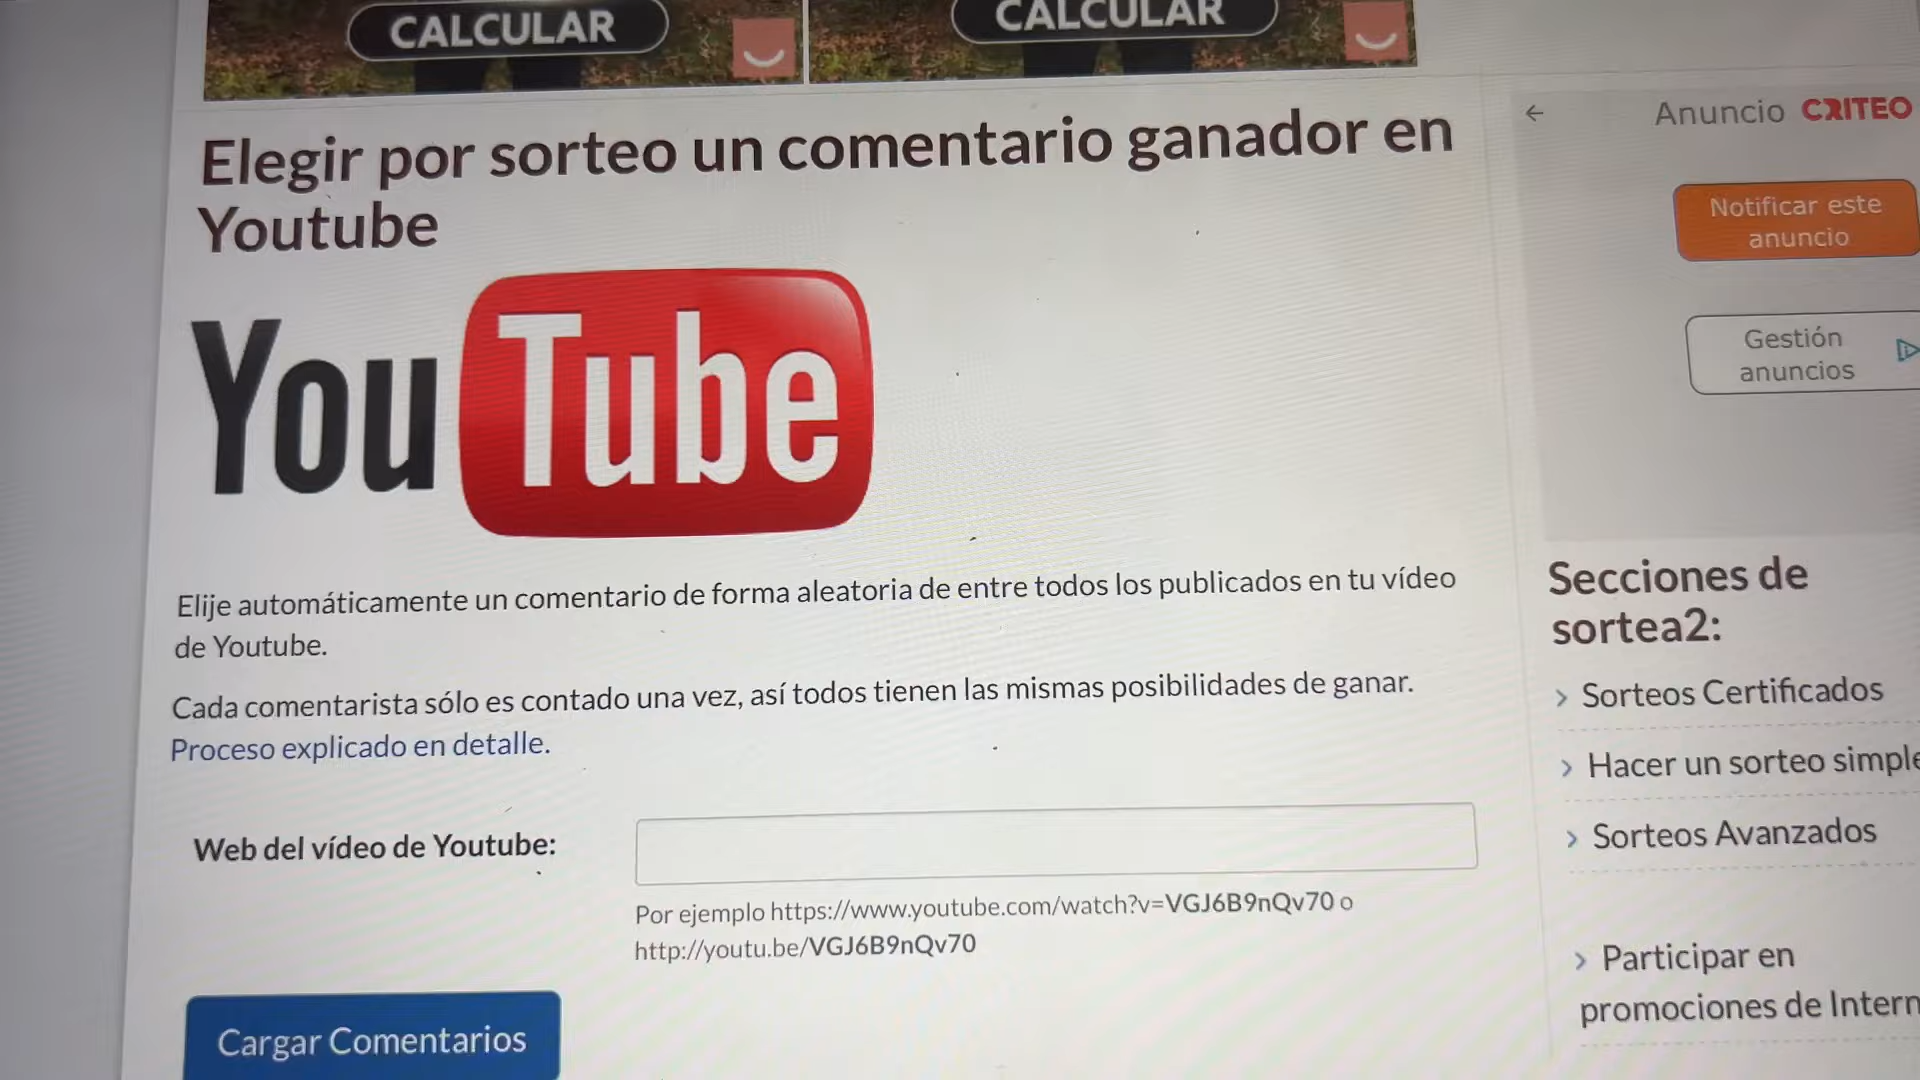 CALCULAR
CALCULAR
Elegir por sorteo un comentario ganador en
Youtube
YouTube
Elije automáticamente un comentario de forma aleatoria de entre todos los publicados en tu vídeo
de Youtube.
Cada comentarista sólo es contado una vez, así todos tienen las mismas posibilidades de ganar.
Proceso explicado en detalle.
Web del vídeo de Youtube:
Por ejemplo https://www.youtube.com/watch?v=VGJ6B9nQv70 o
http://youtu.be/VGJ6B9nQv70
Cargar Comentarios
Anuncio CRITEO
Notificar este
anuncio
Gestión
anuncios
Secciones de
sortea2:
Sorteos Certificados
Hacer un sorteo simple
Sorteos Avanzados
Participar en
promociones de Intern